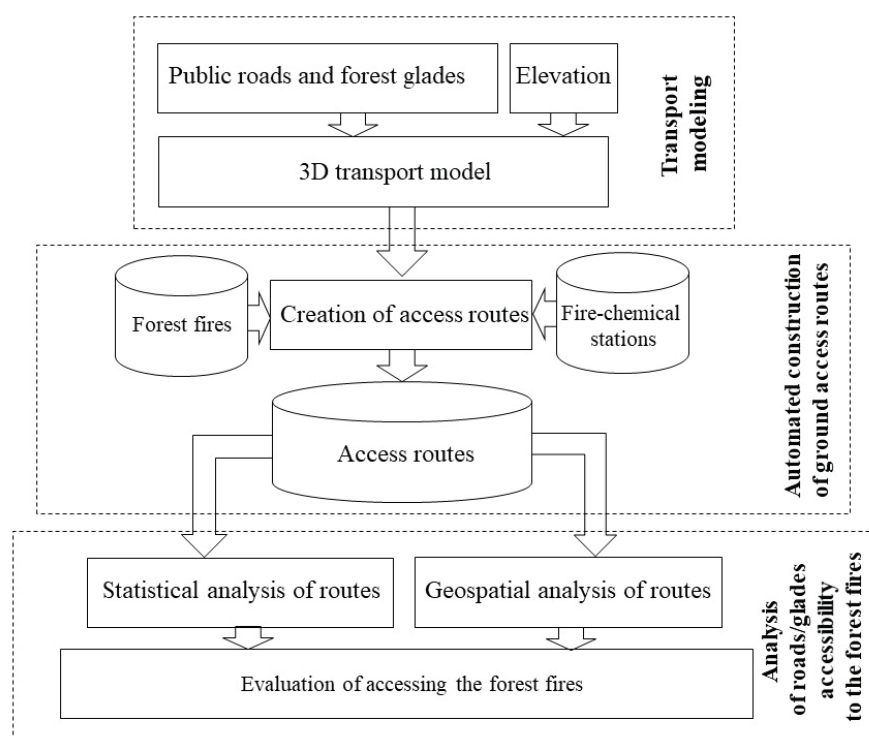 Public roads and forest glades
Elevation
3D transport model
Transport
modeling
Forest fires
Creation of access routes
Fire-chemical
stations
Access routes
Automated construction
of ground access routes
Statistical analysis of routes
Geospatial analysis of routes
Evaluation of accessing the forest fires
Analysis
of roads/glades
accessibility
to the forest fires